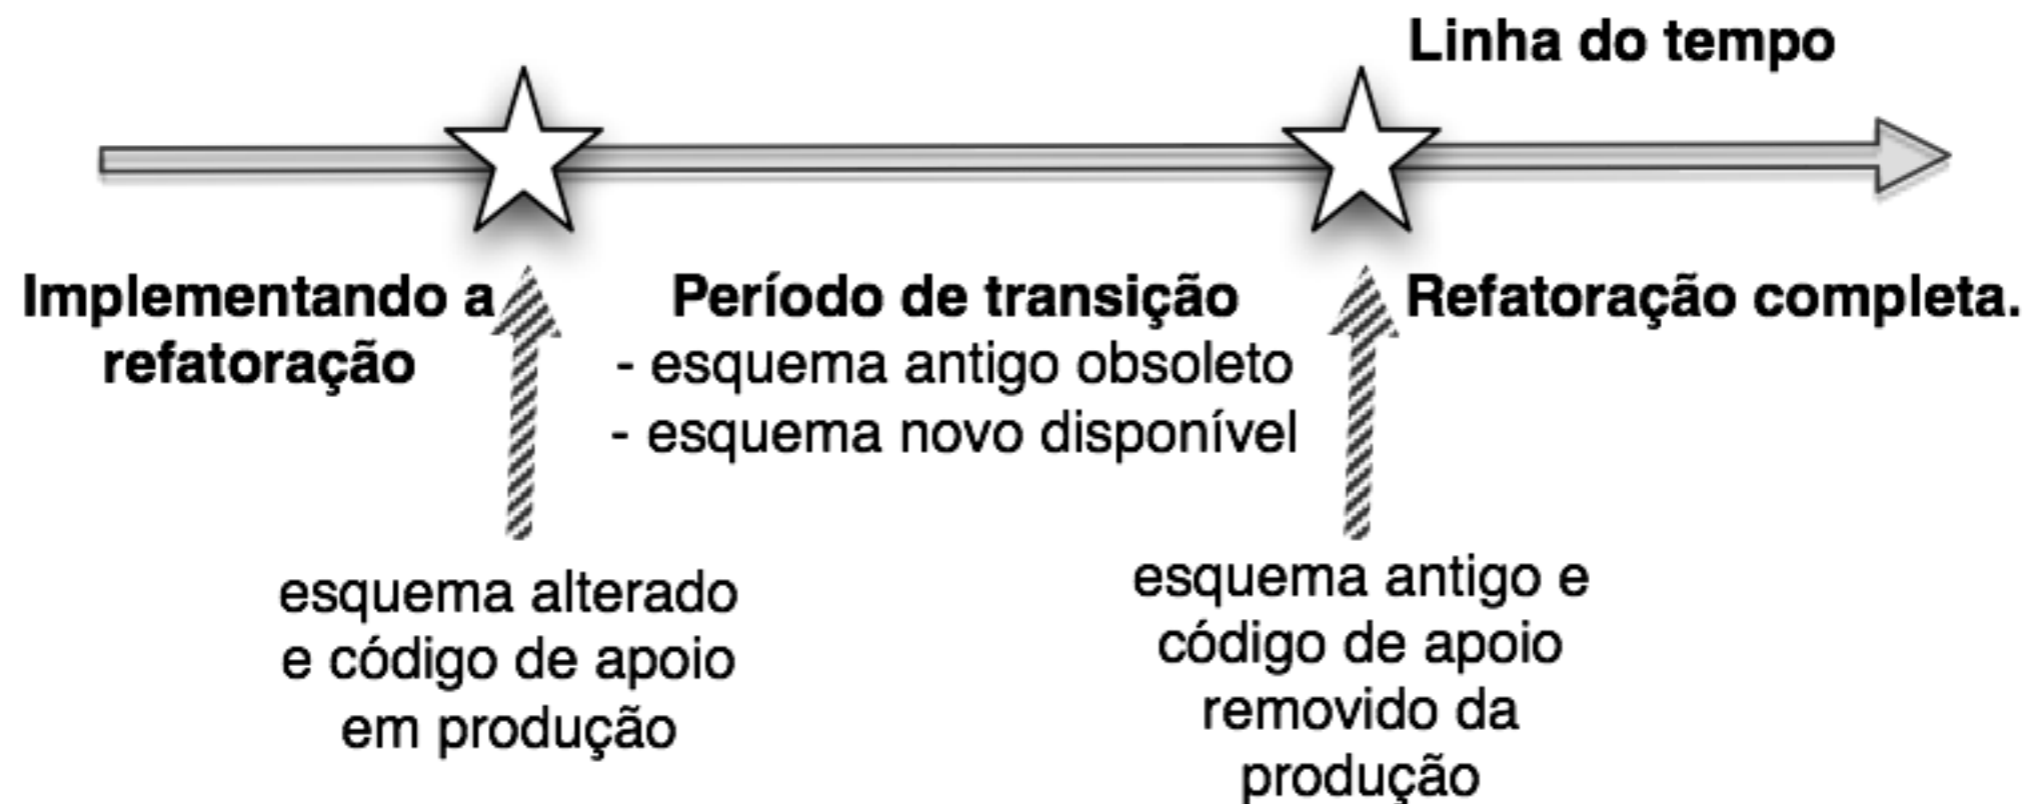 Linha do tempo
Implementando a
refatoração
Período de transição
- esquema antigo obsoleto
- esquema novo disponível
Refatoração completa.
esquema alterado
e código de apoio
em produção
esquema antigo e
código de apoio
removido da
produção